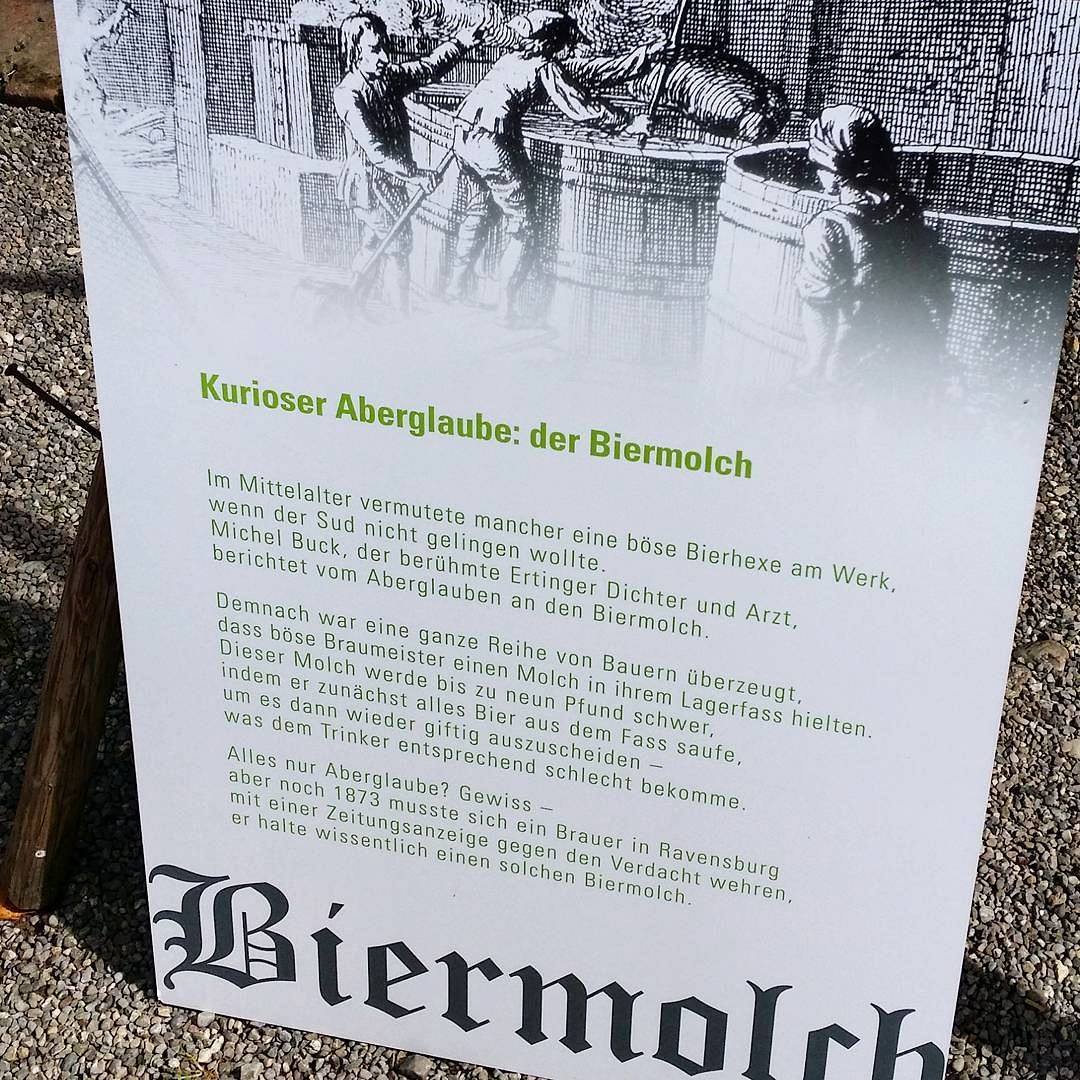 Kurioser Aberglaube: der Biermolch
Im Mittelalter vermutete mancher eine böse Bierhexe am Werk,
wenn der Sud nicht gelingen wollte.
Michel Buck, der berühmte Ertinger Dichter und Arzt,
berichtet vom Aberglauben an den Biermolch.
Demnach war eine ganze Reihe von Bauern überzeugt,
dass böse Braumeister einen Molch in ihrem Lagerfass hielten.
Dieser Molch werde bis zu neun Pfund schwer,
indem er zunächst alles Bier aus dem Fass saufe,
um es dann wieder giftig auszuscheiden –
was dem Trinker entsprechend schlecht bekomme.
Alles nur Aberglaube? Gewiss –
aber noch 1873 musste sich ein Brauer in Ravensburg
mit einer Zeitungsanzeige gegen den Verdacht wehren,
er halte wissentlich einen solchen Biermolch.
Biermolch